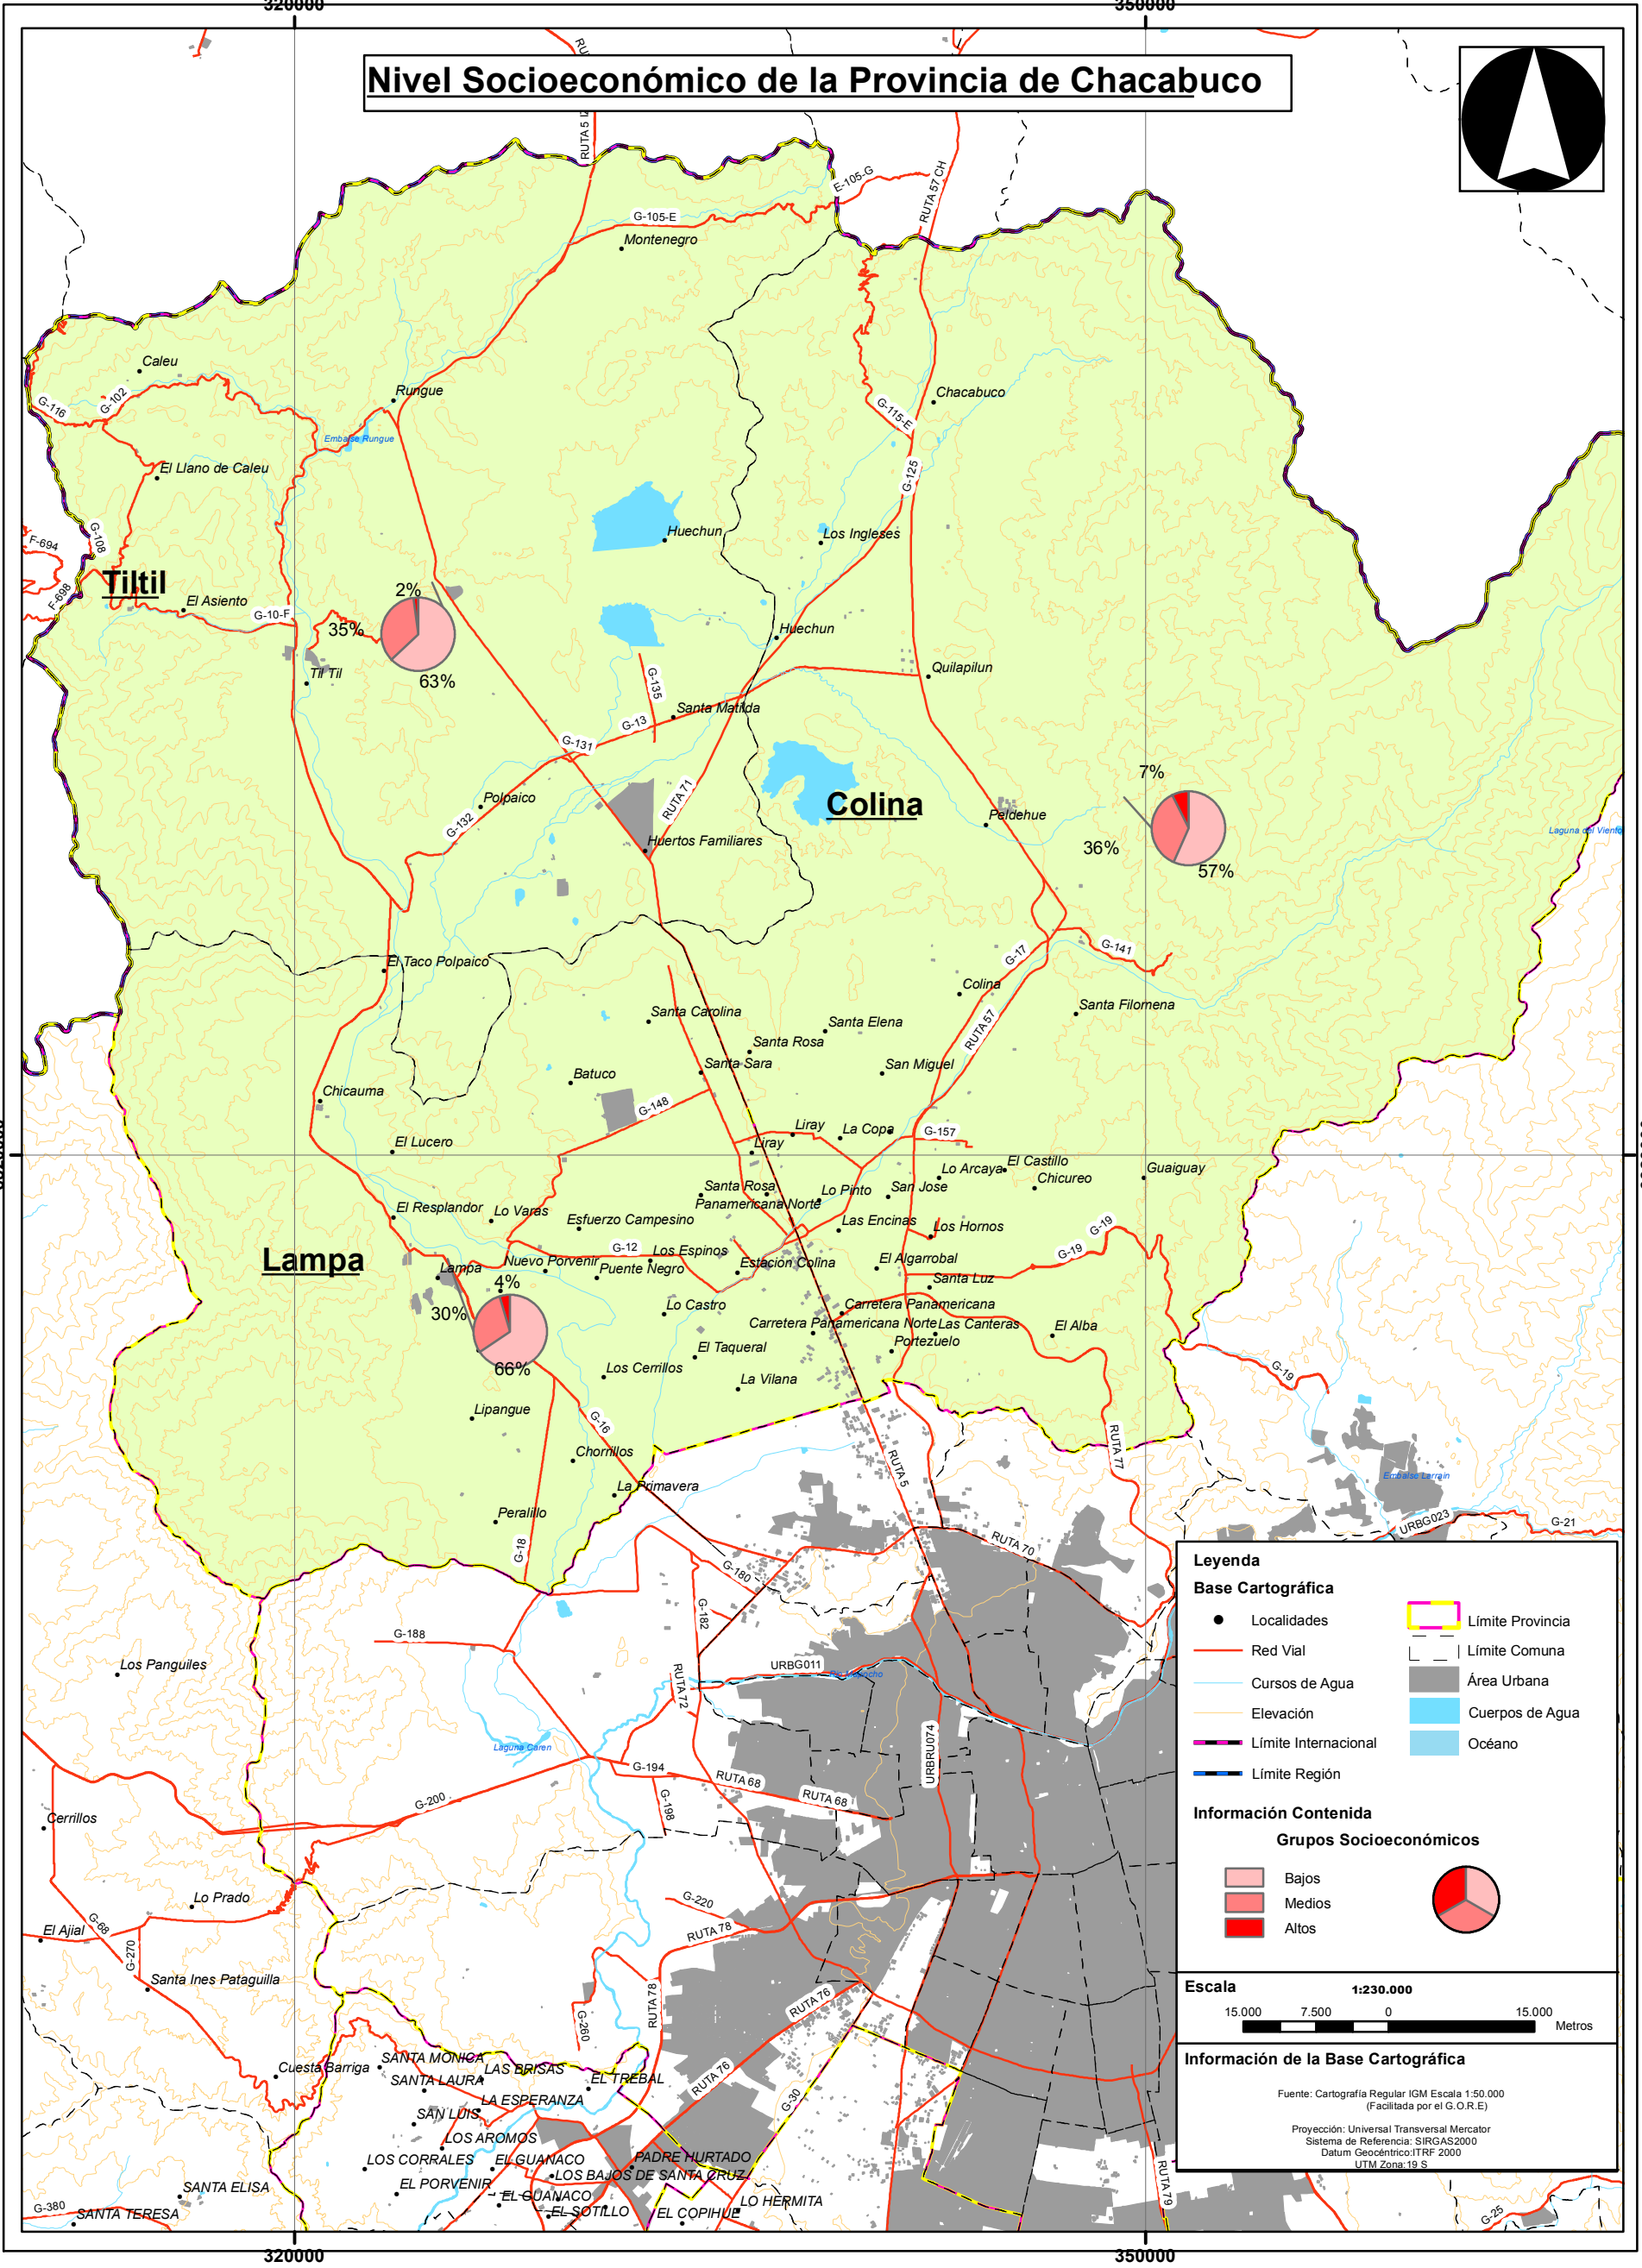 320000
350000
Nivel Socioeconómico de la Provincia de Chacabuco
RUTA 5
RUTA 57 CH
E-105-G
G-105-E
Montenegro
Caleu
G-116
G-102
Rungue
Embalse Rungue
Chacabuco
G-115-E
El Llano de Caleu
G-125
G-108
F-694
Huechun
Los Ingleses
Tiltil
F-698
El Asiento
G-10-F
2%
35%
63%
Til Til
Huechun
Quilapilun
G-135
Santa Matilda
G-13
G-131
7%
36%
57%
Colina
Polpaico
G-132
RUTA 71
Peldehue
Laguna del Viento
Huertos Familiares
G-141
G-17
El Taco Polpaico
Colina
Santa Filomena
Santa Carolina
Santa Elena
RUTA 57
Santa Rosa
Santa Sara
San Miguel
Batuco
Chicauma
G-148
Liray
La Copa
G-157
El Lucero
Liray
Lo Arcaya
El Castillo
Guaiguay
Chicureo
Santa Rosa
Lo Pinto
San Jose
Panamericana Norte
El Resplandor
Lo Varas
Esfuerzo Campesino
Las Encinas
Los Hornos
G-19
G-19
Lampa
G-12
Los Espinos
El Algarrobal
Nuevo Porvenir
Puente Negro
Estación Colina
Lampa
Santa Luz
4%
30%
66%
Lo Castro
Carretera Panamericana
Carretera Panamericana Norte
Las Canteras
El Alba
Portezuelo
El Taqueral
Los Cerrillos
La Vilana
G-19
Lipangue
G-16
Chorrillos
RUTA 5
RUTA 77
La Primavera
Embalse Larrain
Peralillo
URBG023
G-21
G-18
RUTA 70
G-180
G-182
G-188
Los Panguiles
URBG011
RUTA 72
Laguna Caren
URBRU074
G-194
RUTA 68
RUTA 68
G-198
G-200
Cerrillos
Lo Prado
G-220
G-68
El Ajial
G-270
RUTA 78
Santa Ines Pataguilla
RUTA 76
RUTA 78
G-260
Cuesta Barriga
SANTA MONICA
LAS BRISAS
SANTA LAURA
EL TREBAL
RUTA 76
LA ESPERANZA
G-30
SAN LUIS
LOS AROMOS
LOS CORRALES
EL GUANACO
PADRE HURTADO
LOS BAJOS DE SANTA CRUZ
SANTA ELISA
EL PORVENIR
EL GUANACO
LO HERMITA
G-380
SANTA TERESA
EL SOTILLO
EL COPIHUE
RUTA 79
G-25
Leyenda
Base Cartográfica
Localidades
Límite Provincia
Red Vial
Límite Comuna
Cursos de Agua
Área Urbana
Elevación
Cuerpos de Agua
Límite Internacional
Océano
Límite Región
Información Contenida
Grupos Socioeconómicos
Bajos
Medios
Altos
Escala
1:230.000
15.000 7.500 0 15.000
Metros
Información de la Base Cartográfica
Fuente: Cartografía Regular IGM Escala 1:50.000
(Facilitada por el G.O.R.E)
Proyección: Universal Transversal Mercator
Sistema de Referencia: SIRGAS2000
Datum Geocéntrico:ITRF 2000
UTM Zona:19 S
320000
350000